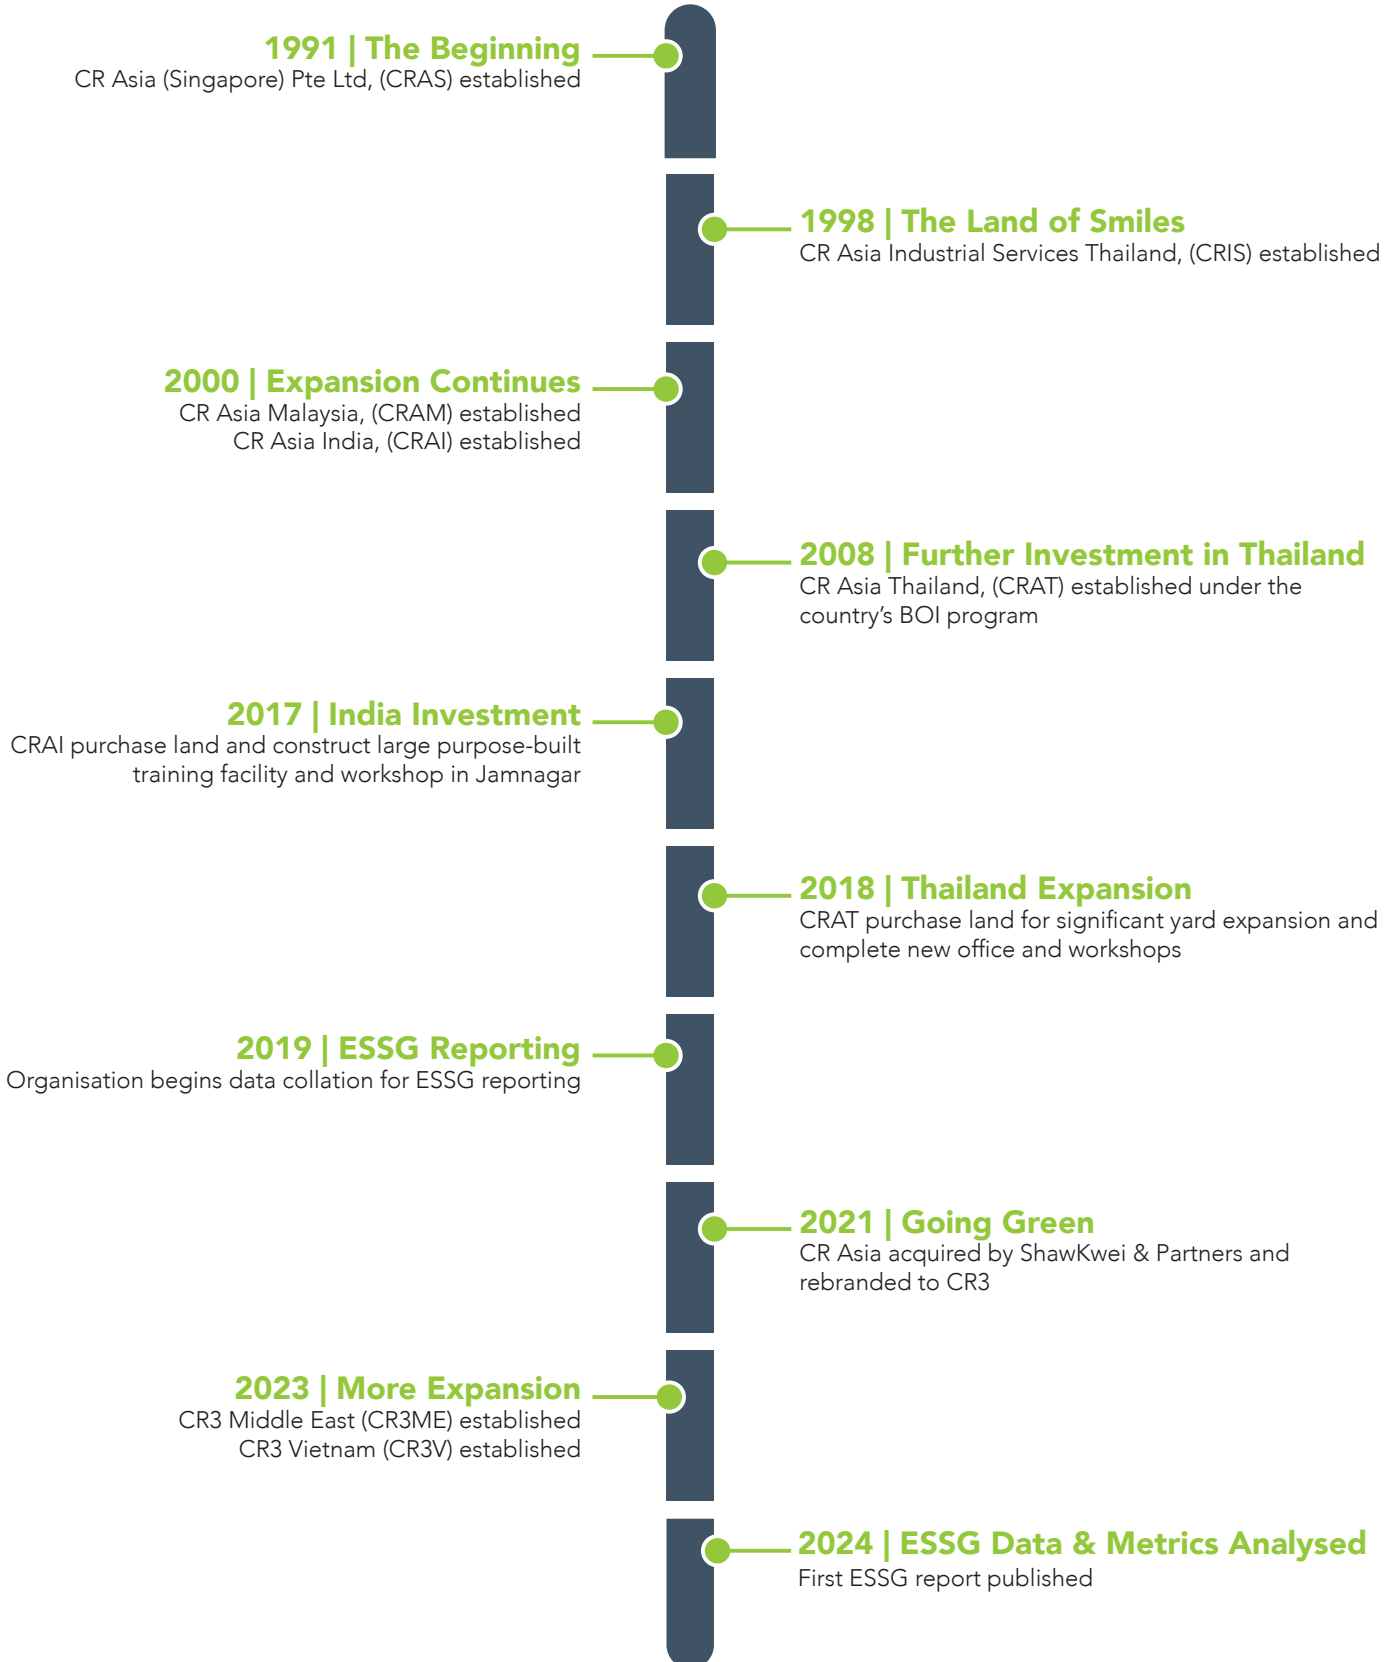 1991 | The Beginning
CR Asia (Singapore) Pte Ltd, (CRAS) established
1998 | The Land of Smiles
CR Asia Industrial Services Thailand, (CRIS) established
2000 | Expansion Continues
CR Asia Malaysia, (CRAM) established
CR Asia India, (CRAI) established
2008 | Further Investment in Thailand
CR Asia Thailand, (CRAT) established under the
country’s BOI program
2017 | India Investment
CRAI purchase land and construct large purpose-built
training facility and workshop in Jamnagar
2018 | Thailand Expansion
CRAT purchase land for significant yard expansion and
complete new office and workshops
2019 | ESSG Reporting
Organisation begins data collation for ESSG reporting
2021 | Going Green
CR Asia acquired by ShawKwei & Partners and
rebranded to CR3
2023 | More Expansion
CR3 Middle East (CR3ME) established
CR3 Vietnam (CR3V) established
2024 | ESSG Data & Metrics Analysed
First ESSG report published